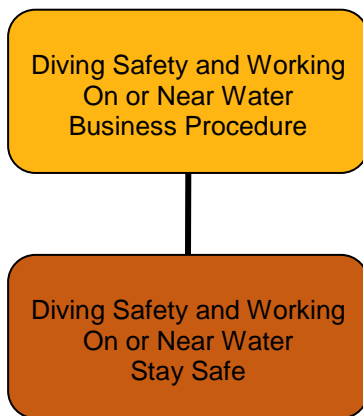 Diving Safety and Working
On or Near Water
Business Procedure
Diving Safety and Working
On or Near Water
Stay Safe